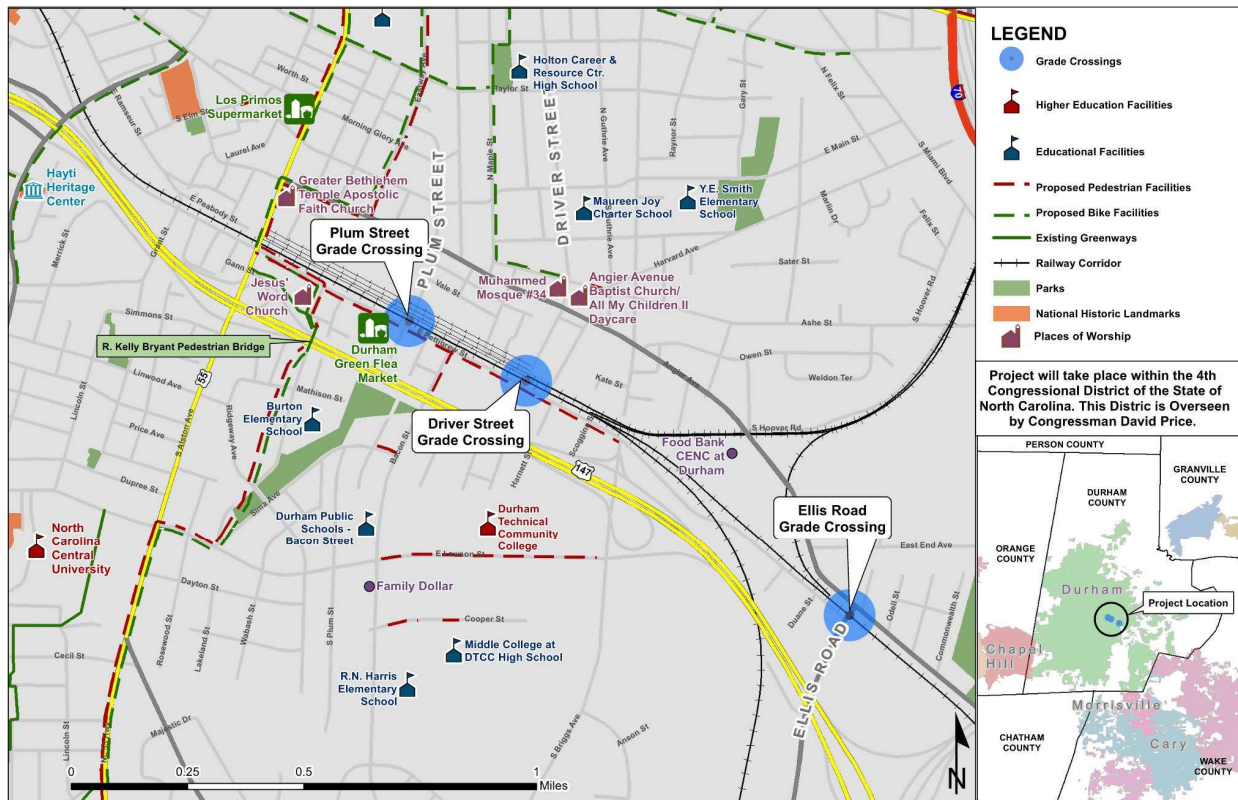 Worth St
Los Primos
Supermarket
E Ramseur St
S Elm St
Laurel Ave
Morning Glory Ave
Eastway Ave
Holton Career &
Resource Ctr.
High School
Taylor St
N Maple St
DRIVER STREET
N Guthrie Ave
Raynor St
Gary St
N Felix St
E Main St
S Miami Blvd
70
Hayti
Heritage
Center
Greater Bethlehem
Temple Apostolic
Faith Church
E Peabody St
Merrick St
Grant St
Plum Street
Grade Crossing
PLUM STREET
Maureen Joy
Charter School
Y.E. Smith
Elementary
School
S Guthrie Ave
Harvard Ave
Martin Dr
Felix St
Sater St
S Hoover Rd
Gann St
Jesus'
Word
Church
Vale St
Muhammed
Mosque #34
Angier Avenue
Baptist Church/
All My Children II
Daycare
Simmons St
R. Kelly Bryant Pedestrian Bridge
Durham
Green Flea
Market
E Pettigrew St
Ashe St
Owen St
Weldon Ter
Angier Ave
Kate St
55
Linwood Ave
Lincoln St
Price Ave
S Alston Ave
Ridgeway Ave
Mathison St
Burton
Elementary
School
Driver Street
Grade Crossing
Bacon St
Scoggins St
Harnett St
147
S Hoover Rd
Food Bank
CENC at
Durham
Dupree St
Sima Ave
Durham Public
Schools -
Bacon Street
Durham
Technical
Community
College
Ellis Road
Grade Crossing
North
Carolina
Central
University
E Lawson St
East End Ave
Dayton St
Family Dollar
Rosewood St
Lakeland St
Wabash St
S Plum St
Cooper St
Duane St
Odell St
Commonwealth St
Cecil St
Middle College at
DTCC High School
R.N. Harris
Elementary
School
ELLIS ROAD
Lincoln St
Majestic Dr
S Briggs Ave
Anson St
0
0.25
0.5
1
Miles
N
LEGEND
Grade Crossings
Higher Education Facilities
Educational Facilities
Proposed Pedestrian Facilities
Proposed Bike Facilities
Existing Greenways
Railway Corridor
Parks
National Historic Landmarks
Places of Worship
Project will take place within the 4th
Congressional District of the State of
North Carolina. This Distric is Overseen
by Congressman David Price.
PERSON COUNTY
GRANVILLE
COUNTY
DURHAM
COUNTY
ORANGE
COUNTY
Durham
Project Location
Chapel
Hill
Morrisville
CHATHAM
COUNTY
Cary
WAKE
COUNTY